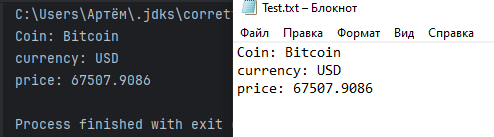 C:\Users\Артём\.jdks\corrett
Coin: Bitcoin
currency: USD
price: 67507.9086
Process finished with exit
Test.txt – Блокнот
Файл Правка Формат Вид Справка
Coin: Bitcoin
currency: USD
price: 67507.9086